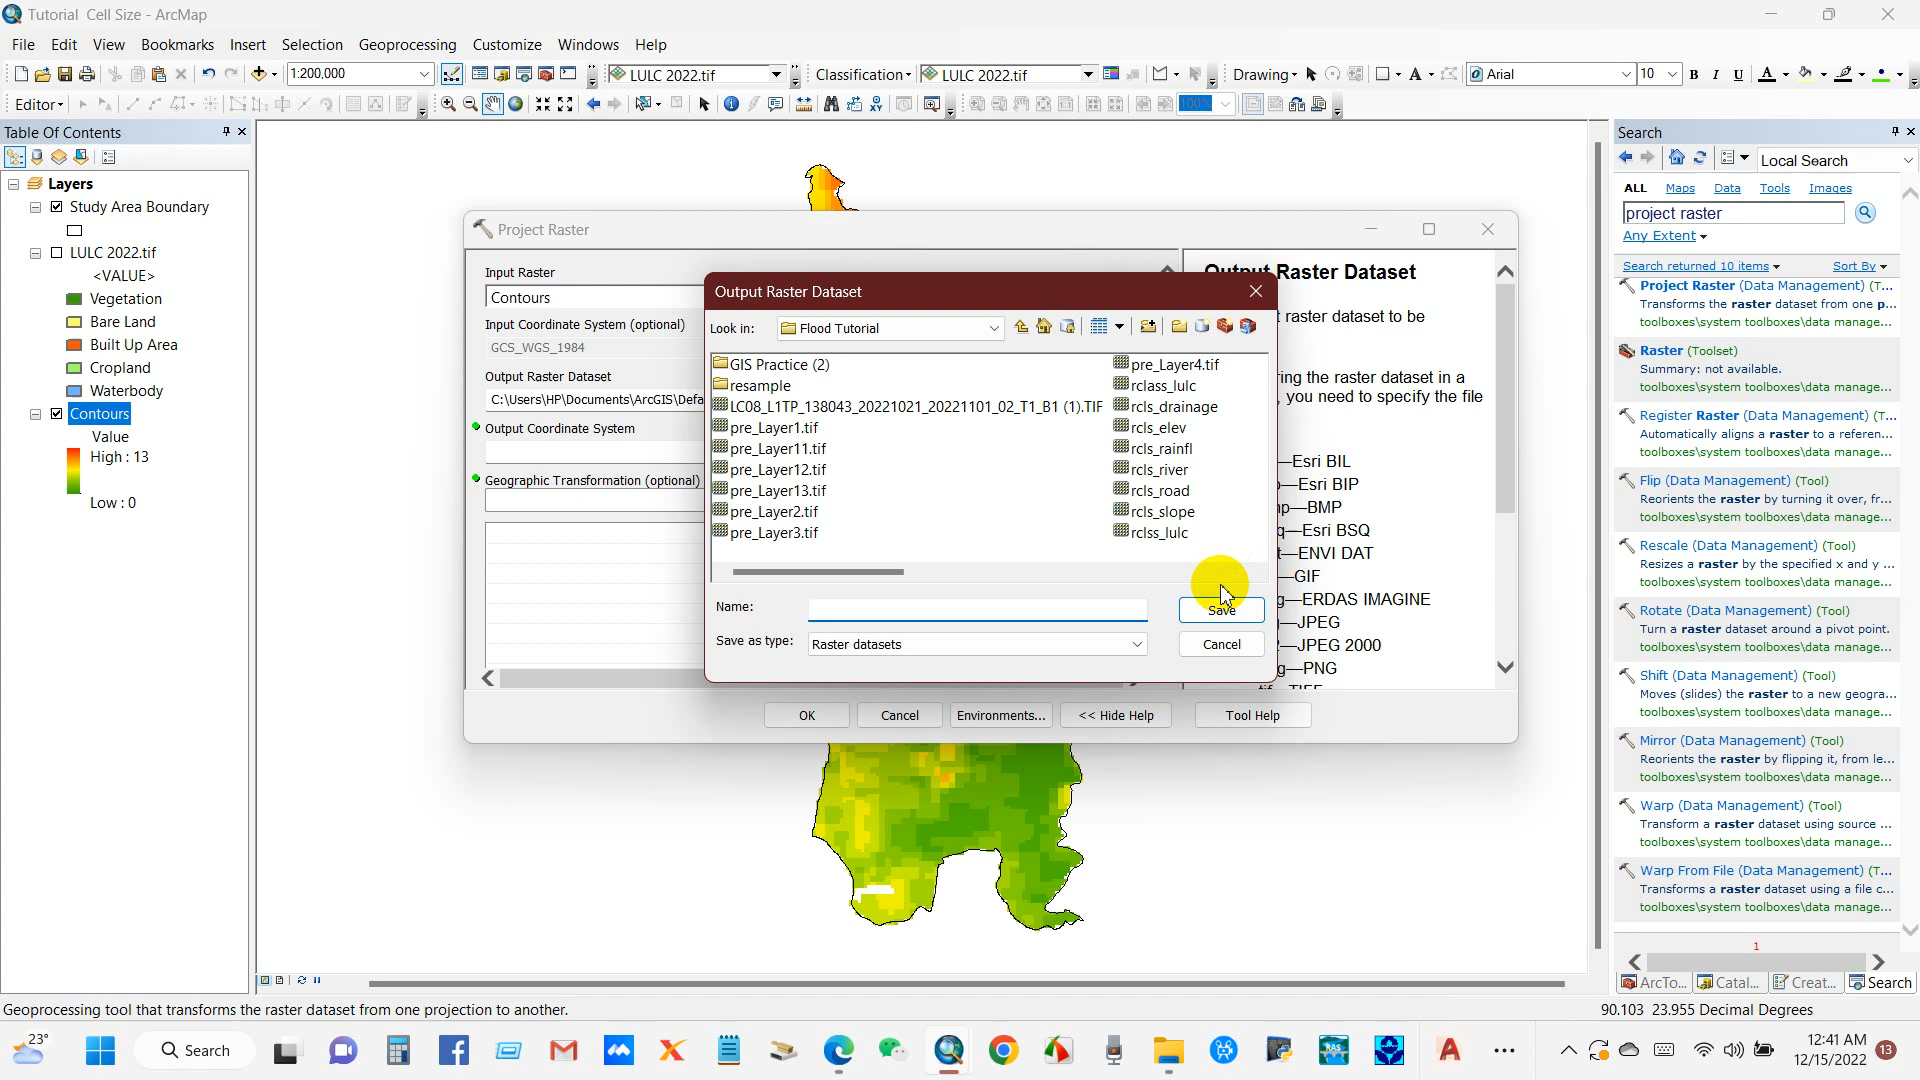 Tutorial Cell Size - ArcMap
File Edit View Bookmarks Insert Selection Geoprocessing Customize Windows Help
1:200,000 LULC 2022.tif Classification LULC 2022.tif Drawing A Arial 10 B I U A
Editor 100%
Table Of Contents
Layers
Study Area Boundary
LULC 2022.tif
<VALUE>
Vegetation
Bare Land
Built Up Area
Cropland
Waterbody
Contours
Value
High : 13
Low : 0
Project Raster
Input Raster
Contours
Input Coordinate System (optional)
GCS_WGS_1984
Output Raster Dataset
C:\Users\HP\Documents\ArcGIS\Defa
Output Coordinate System
Geographic Transformation (optional)
OK Cancel Environments... << Hide Help Tool Help
Output Raster Dataset
Look in: Flood Tutorial
GIS Practice (2)
resample
LC08_L1TP_138043_20221021_20221101_02_T1_B1 (1).TIF
pre_Layer1.tif
pre_Layer11.tif
pre_Layer12.tif
pre_Layer13.tif
pre_Layer2.tif
pre_Layer3.tif
pre_Layer4.tif
rclass_lulc
rcls_drainage
rcls_elev
rcls_rainfl
rcls_river
rcls_road
rcls_slope
rclss_lulc
Name: Save
Save as type: Raster datasets Cancel
Raster Dataset
raster dataset to be
ing the raster dataset in a
you need to specify the file
—Esri BIL
—Esri BIP
—BMP
—Esri BSQ
—ENVI DAT
—GIF
—ERDAS IMAGINE
—JPEG
—JPEG 2000
—PNG
Search
Local Search
ALL Maps Data Tools Images
project raster
Any Extent
Search returned 10 items Sort By
Project Raster (Data Management) (T...
Transforms the raster dataset from one p...
toolboxes\system toolboxes\data manage...
Raster (Toolset)
Summary: not available.
toolboxes\system toolboxes\data manage...
Register Raster (Data Management) (T...
Automatically aligns a raster to a referen...
toolboxes\system toolboxes\data manage...
Flip (Data Management) (Tool)
Reorients the raster by turning it over, fr...
toolboxes\system toolboxes\data manage...
Rescale (Data Management) (Tool)
Resizes a raster by the specified x and y ...
toolboxes\system toolboxes\data manage...
Rotate (Data Management) (Tool)
Turn a raster dataset around a pivot point.
toolboxes\system toolboxes\data manage...
Shift (Data Management) (Tool)
Moves (slides) the raster to a new geogra...
toolboxes\system toolboxes\data manage...
Mirror (Data Management) (Tool)
Reorients the raster by flipping it, from le...
toolboxes\system toolboxes\data manage...
Warp (Data Management) (Tool)
Transform a raster dataset using source ...
toolboxes\system toolboxes\data manage...
Warp From File (Data Management) (T...
Transforms a raster dataset using a file c...
toolboxes\system toolboxes\data manage...
1
ArcTo... Catal... Creat... Search
Geoprocessing tool that transforms the raster dataset from one projection to another.
90.103 23.955 Decimal Degrees
23° Search 12:41 AM
12/15/2022 13